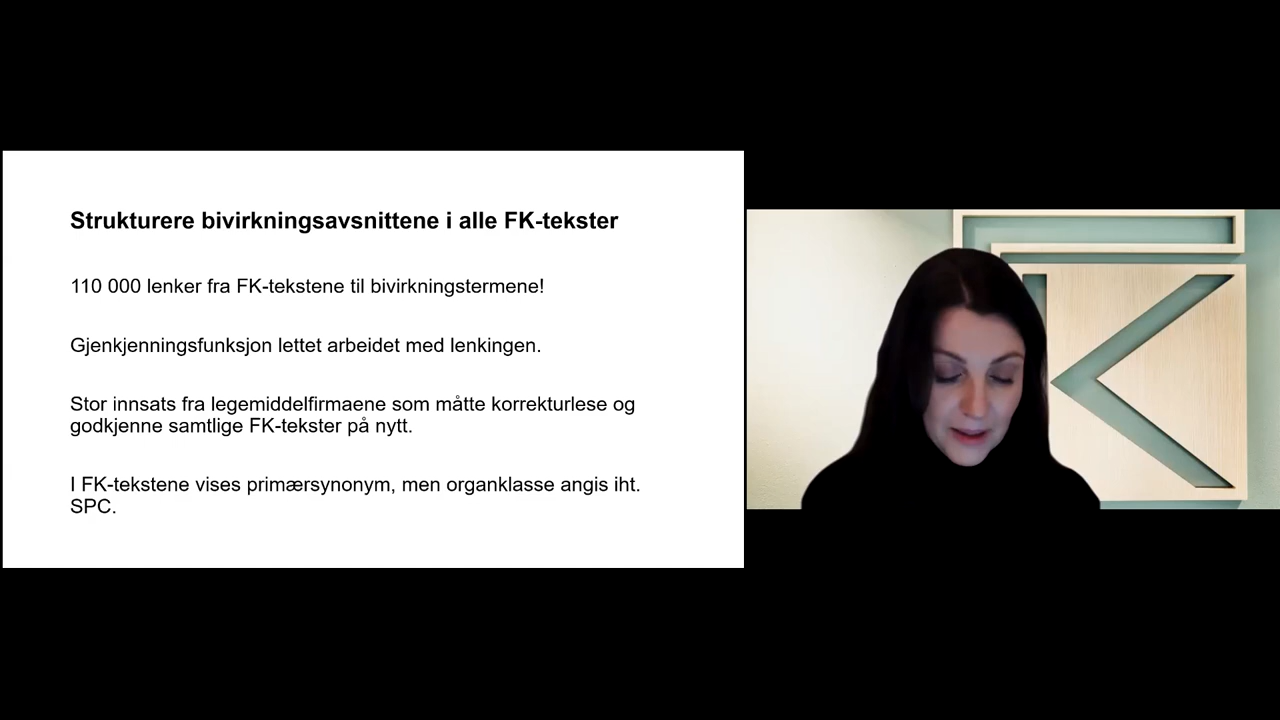 Strukturere bivirkningsavsnittene i alle FK-tekster
110 000 lenker fra FK-tekstene til bivirkningstermene!
Gjenkjenningsfunksjon lettet arbeidet med lenkingen.
Stor innsats fra legemiddelfirmaene som måtte korrekturlese og
godkjenne samtlige FK-tekster på nytt.
I FK-tekstene vises primærsynonym, men organklasse angis iht.
SPC.